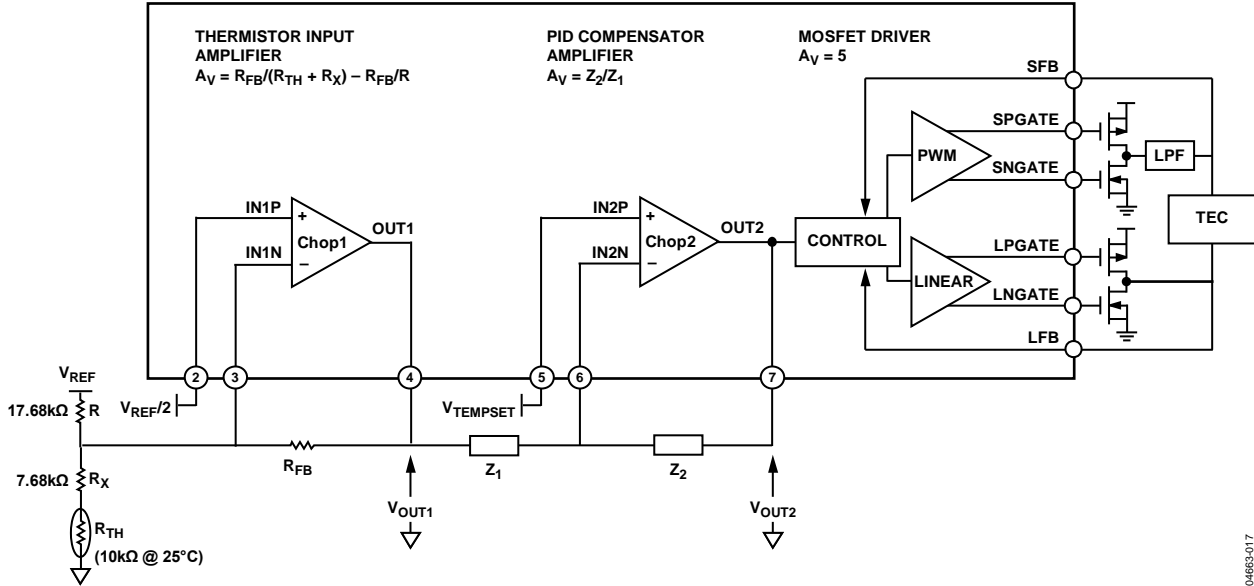 THERMISTOR INPUT
AMPLIFIER
A_V = R_FB/(R_TH + R_X) – R_FB/R
PID COMPENSATOR
AMPLIFIER
A_V = Z_2/Z_1
MOSFET DRIVER
A_V = 5
SFB
SPGATE
PWM
SNGATE
LPF
TEC
IN1P
+
Chop1
OUT1
IN1N
–
IN2P
+
Chop2
OUT2
IN2N
–
CONTROL
LPGATE
LINEAR
LNGATE
LFB
2
3
4
5
6
7
V_REF
V_REF/2
V_TEMPSET
17.68kΩ R
R_FB
Z_1
Z_2
7.68kΩ R_X
V_OUT1
V_OUT2
R_TH
(10kΩ @ 25°C)
04663-017